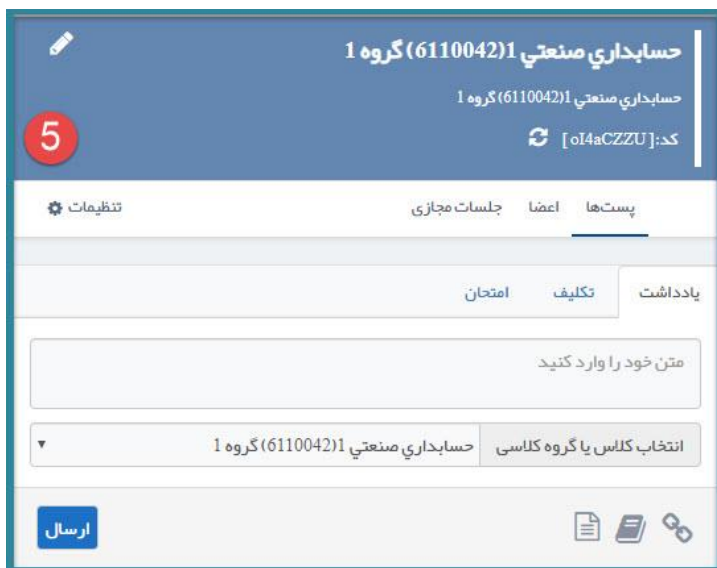 حسابداري صنعتي 1(6110042) گروه 1
حسابداري صنعتي 1(6110042) گروه 1
کد:[oI4aCZZU]
5
پست‌ها اعضا جلسات مجازی تنظیمات
یادداشت تکلیف امتحان
متن خود را وارد کنید
انتخاب کلاس یا گروه کلاسی حسابداري صنعتي 1(6110042) گروه 1
ارسال